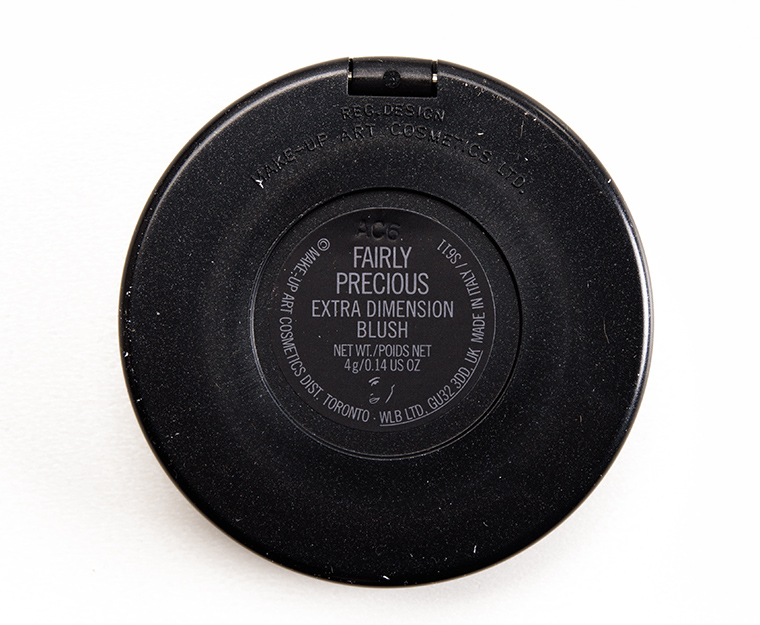 REG. DESIGN
MAKE-UP ART COSMETICS LTD.
AC6
FAIRLY
PRECIOUS
EXTRA DIMENSION
BLUSH
NET WT./POIDS NET
4g/0.14 US OZ
© MAKE-UP ART COSMETICS DIST. TORONTO · WLB LTD. GU32 3DD, UK MADE IN ITALY / S611